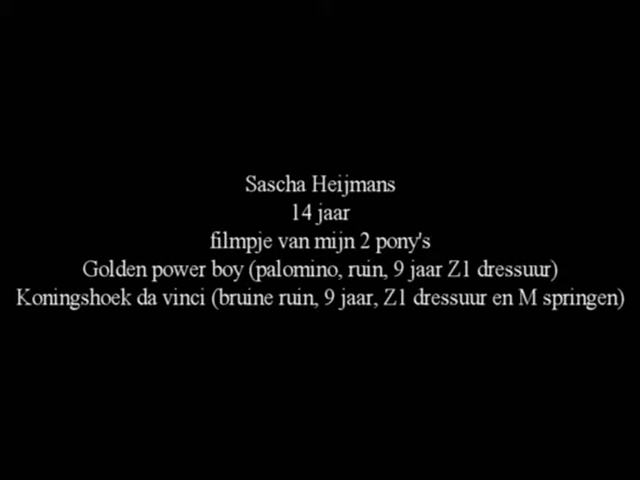 Sascha Heijmans
14 jaar
filmpje van mijn 2 pony's
Golden power boy (palomino, ruin, 9 jaar Z1 dressuur)
Koningshoek da vinci (bruine ruin, 9 jaar, Z1 dressuur en M springen)